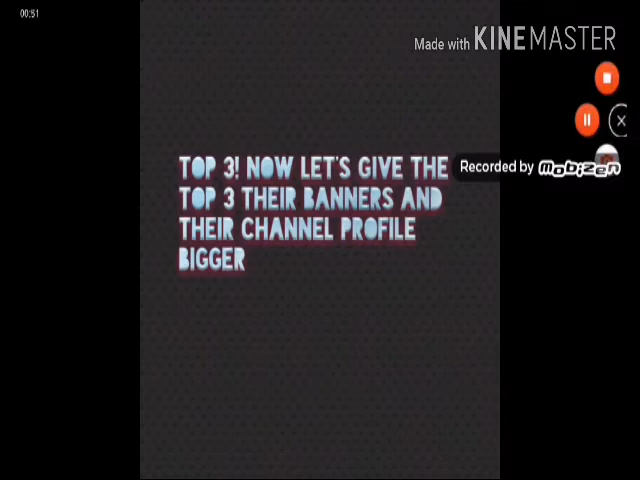 00:51
Made with KINEMASTER
TOP 3! NOW LET'S GIVE THE
TOP 3 THEIR BANNERS AND
THEIR CHANNEL PROFILE
BIGGER
Recorded by Mobizen